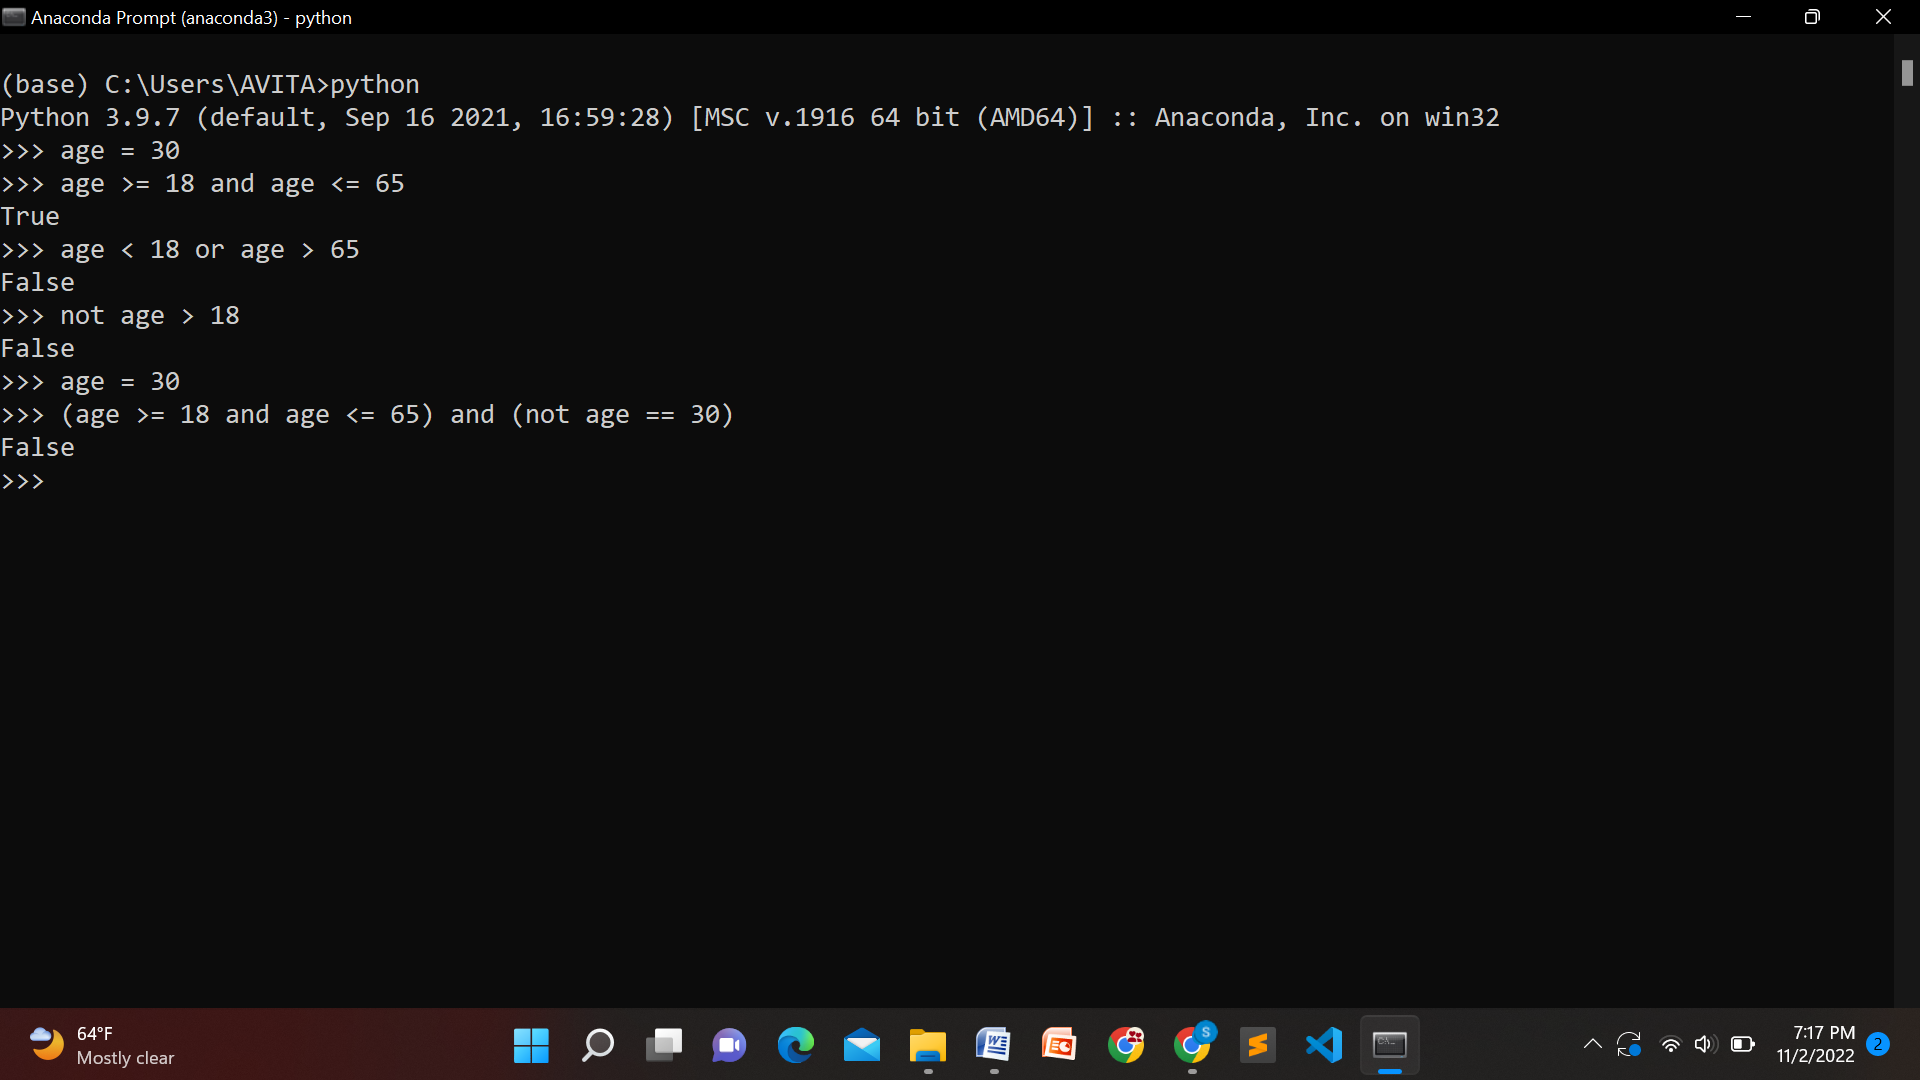 Anaconda Prompt (anaconda3) - python
(base) C:\Users\AVITA>python
Python 3.9.7 (default, Sep 16 2021, 16:59:28) [MSC v.1916 64 bit (AMD64)] :: Anaconda, Inc. on win32
>>> age = 30
>>> age >= 18 and age <= 65
True
>>> age < 18 or age > 65
False
>>> not age > 18
False
>>> age = 30
>>> (age >= 18 and age <= 65) and (not age == 30)
False
>>>
64°F
Mostly clear
S
7:17 PM
11/2/2022
2